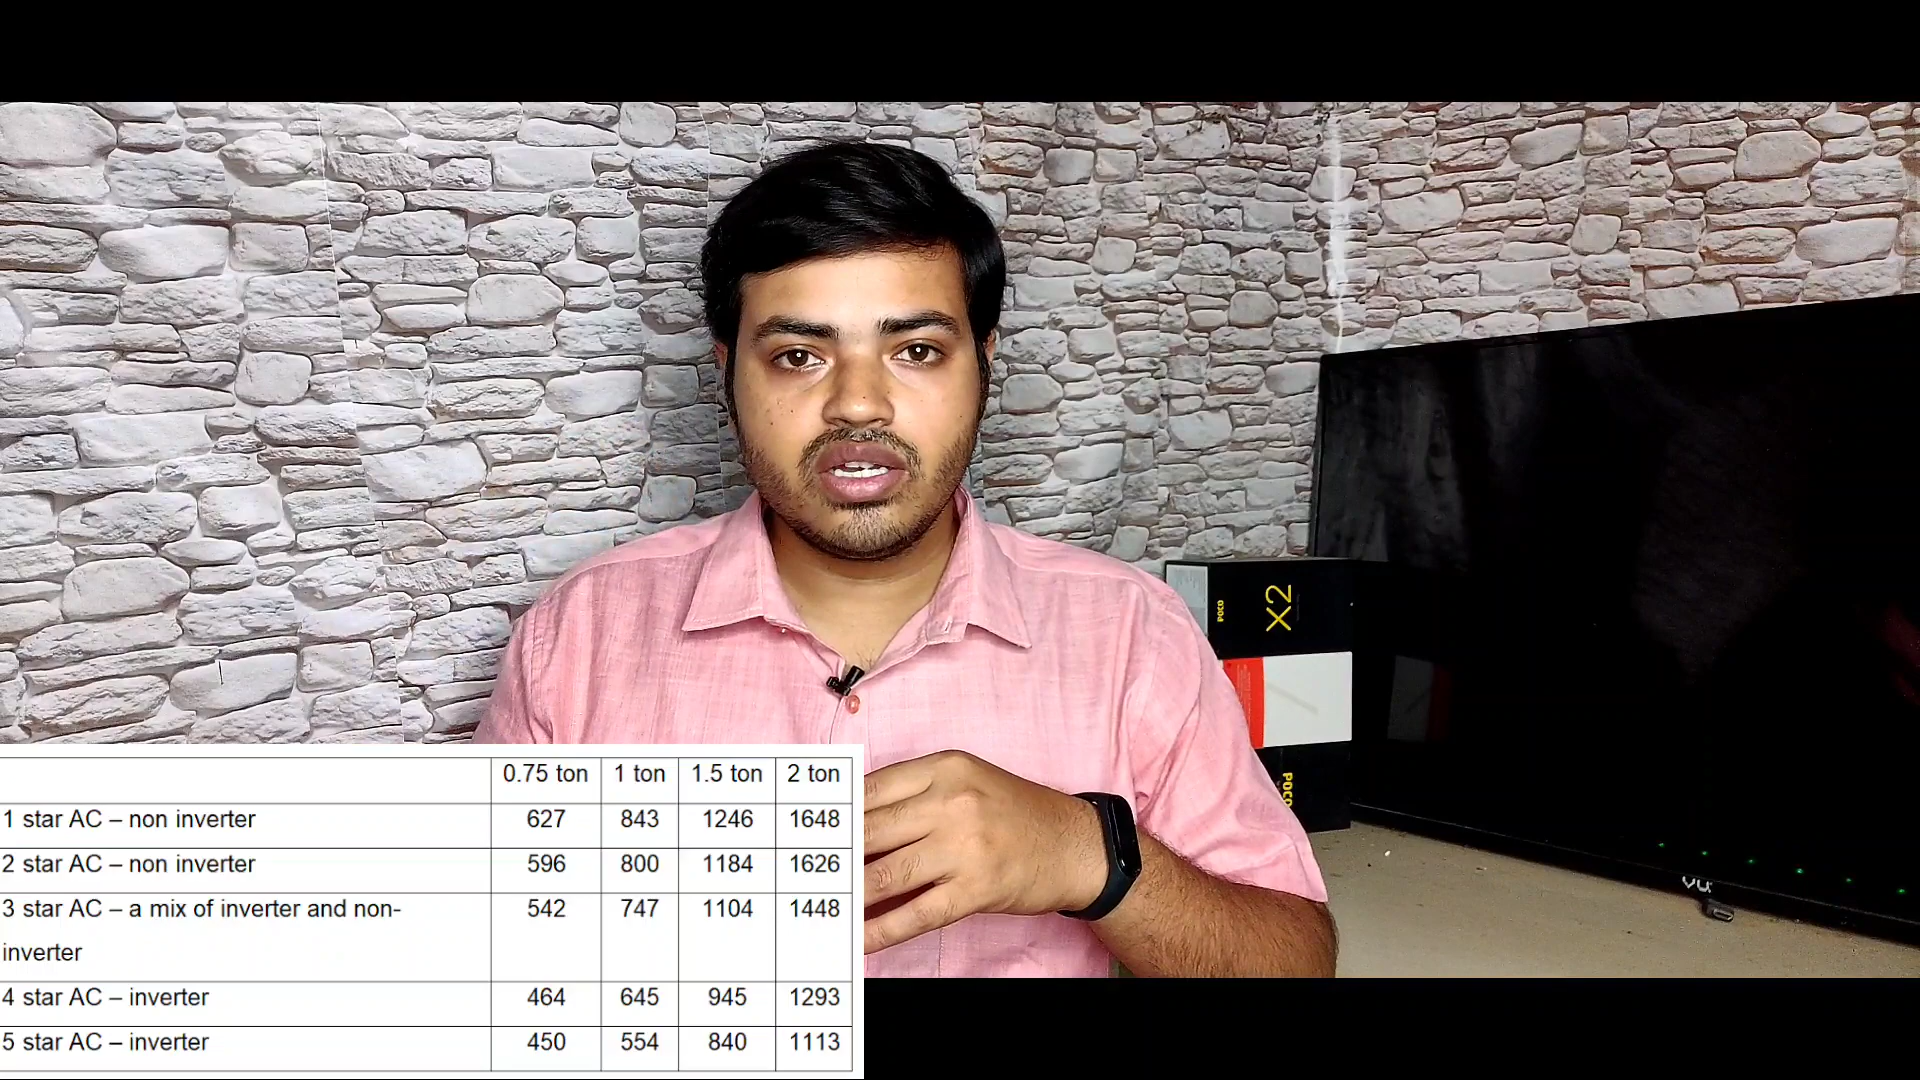 POCO
X2
POCO
vu
0.75 ton 1 ton 1.5 ton 2 ton
1 star AC – non inverter 627 843 1246 1648
2 star AC – non inverter 596 800 1184 1626
3 star AC – a mix of inverter and non- 542 747 1104 1448
inverter
4 star AC – inverter 464 645 945 1293
5 star AC – inverter 450 554 840 1113